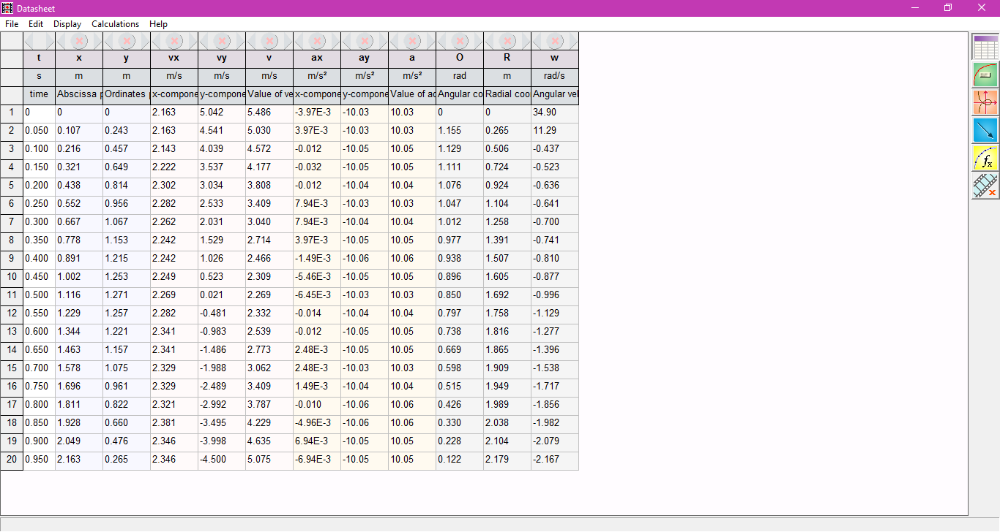 Datasheet
File Edit Display Calculations Help
t x y vx vy v ax ay a O R w
s m m m/s m/s m/s m/s² m/s² m/s² rad m rad/s
time Abscissa p Ordinates x-compone y-compone Value of ve x-compone y-compone Value of ac Angular co Radial coo Angular vel
1 0 0 0 2.163 5.042 5.486 -3.97E-3 -10.03 10.03 0 0 34.90
2 0.050 0.107 0.243 2.163 4.541 5.030 3.97E-3 -10.03 10.03 1.155 0.265 11.29
3 0.100 0.216 0.457 2.143 4.039 4.572 -0.012 -10.05 10.05 1.129 0.506 -0.437
4 0.150 0.321 0.649 2.222 3.537 4.177 -0.032 -10.05 10.05 1.111 0.724 -0.523
5 0.200 0.438 0.814 2.302 3.034 3.808 -0.012 -10.04 10.04 1.076 0.924 -0.636
6 0.250 0.552 0.956 2.282 2.533 3.409 7.94E-3 -10.03 10.03 1.047 1.104 -0.641
7 0.300 0.667 1.067 2.262 2.031 3.040 7.94E-3 -10.04 10.04 1.012 1.258 -0.700
8 0.350 0.778 1.153 2.242 1.529 2.714 3.97E-3 -10.05 10.05 0.977 1.391 -0.741
9 0.400 0.891 1.215 2.242 1.026 2.466 -1.49E-3 -10.06 10.06 0.938 1.507 -0.810
10 0.450 1.002 1.253 2.249 0.523 2.309 -5.46E-3 -10.05 10.05 0.896 1.605 -0.877
11 0.500 1.116 1.271 2.269 0.021 2.269 -6.45E-3 -10.03 10.03 0.850 1.692 -0.996
12 0.550 1.229 1.257 2.282 -0.481 2.332 -0.014 -10.04 10.04 0.797 1.758 -1.129
13 0.600 1.344 1.221 2.341 -0.983 2.539 -0.012 -10.05 10.05 0.738 1.816 -1.277
14 0.650 1.463 1.157 2.341 -1.486 2.773 2.48E-3 -10.05 10.05 0.669 1.865 -1.396
15 0.700 1.578 1.075 2.329 -1.988 3.062 2.48E-3 -10.03 10.03 0.598 1.909 -1.538
16 0.750 1.696 0.961 2.329 -2.489 3.409 1.49E-3 -10.04 10.04 0.515 1.949 -1.717
17 0.800 1.811 0.822 2.321 -2.992 3.787 -0.010 -10.06 10.06 0.426 1.989 -1.856
18 0.850 1.928 0.660 2.381 -3.495 4.229 -4.96E-3 -10.06 10.06 0.330 2.038 -1.982
19 0.900 2.049 0.476 2.346 -3.998 4.635 6.94E-3 -10.05 10.05 0.228 2.104 -2.079
20 0.950 2.163 0.265 2.346 -4.500 5.075 -6.94E-3 -10.05 10.05 0.122 2.179 -2.167
fx